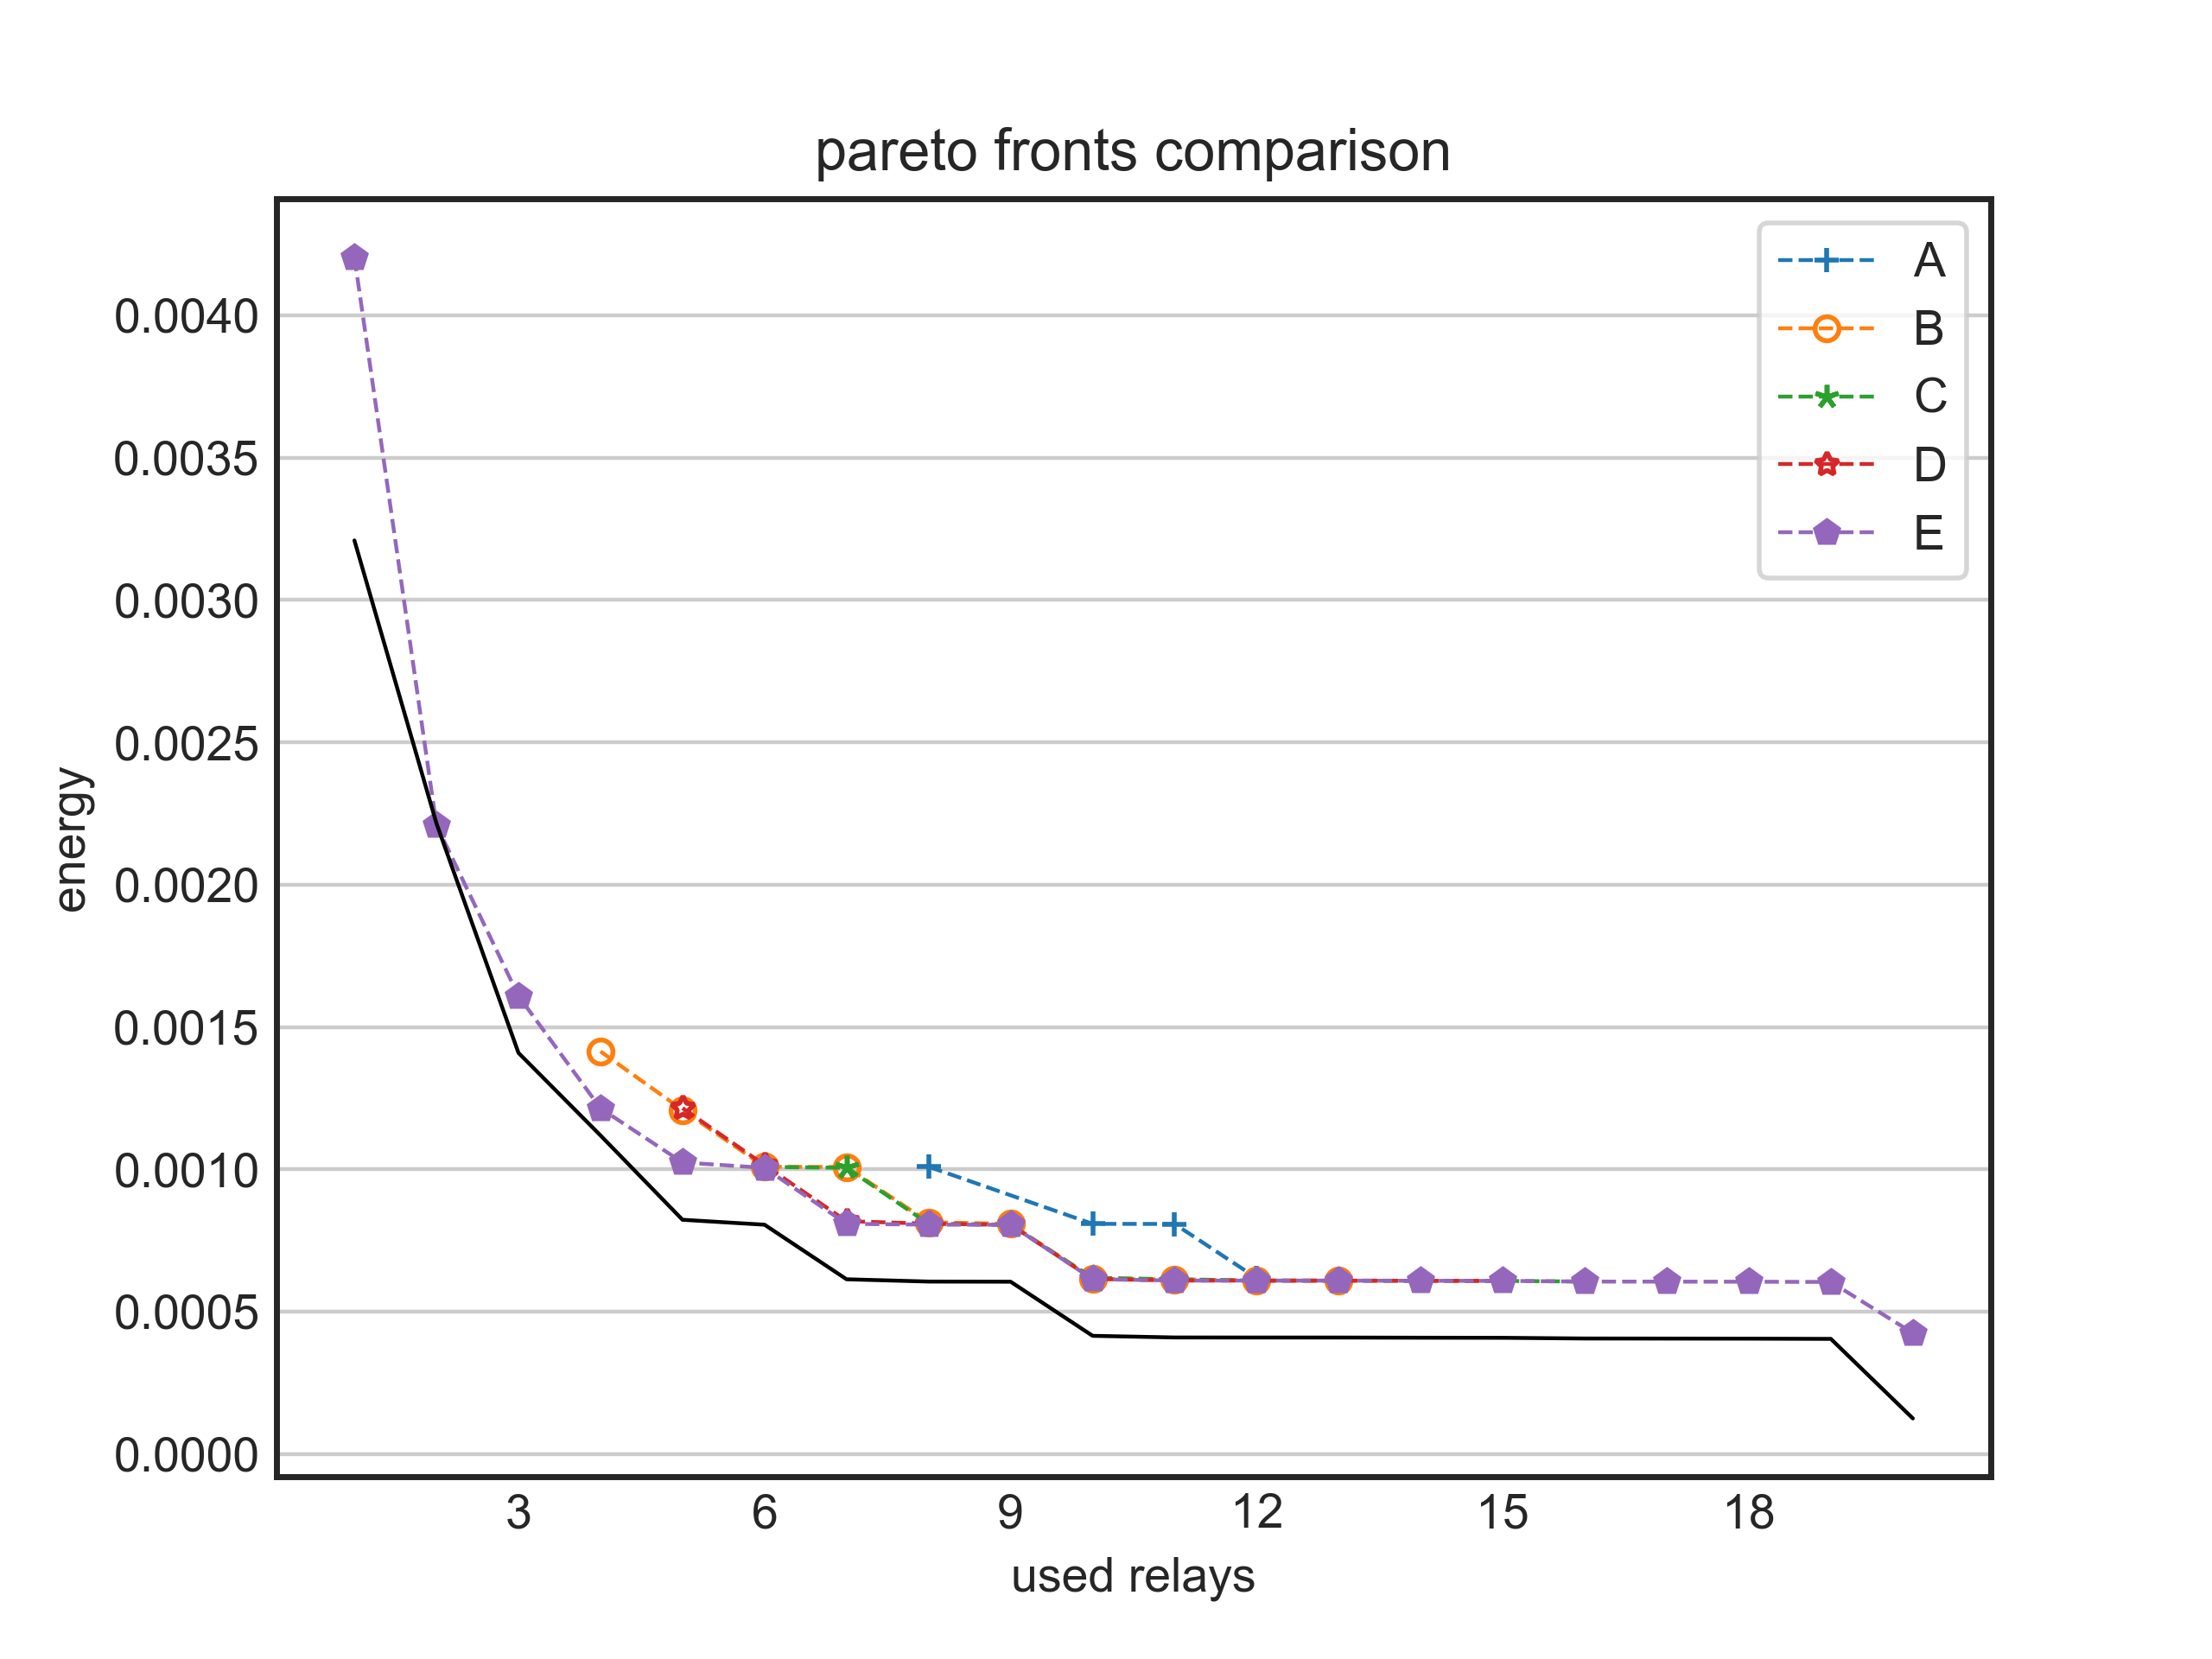 pareto fronts comparison
A
B
C
D
E
0.0040
0.0035
0.0030
0.0025
0.0020
0.0015
0.0010
0.0005
0.0000
energy
3 6 9 12 15 18
used relays